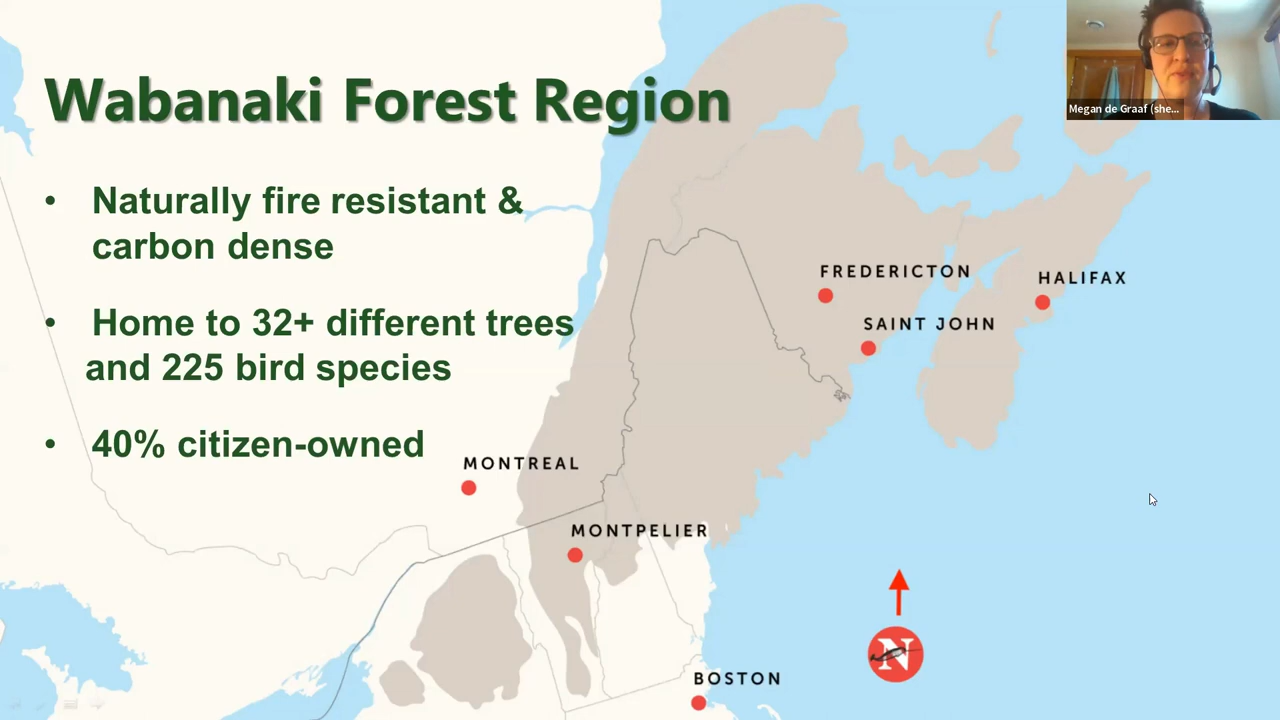 Wabanaki Forest Region
Megan de Graaf (she...
• Naturally fire resistant &
carbon dense
• Home to 32+ different trees
and 225 bird species
• 40% citizen-owned
FREDERICTON
HALIFAX
SAINT JOHN
MONTREAL
MONTPELIER
N
BOSTON